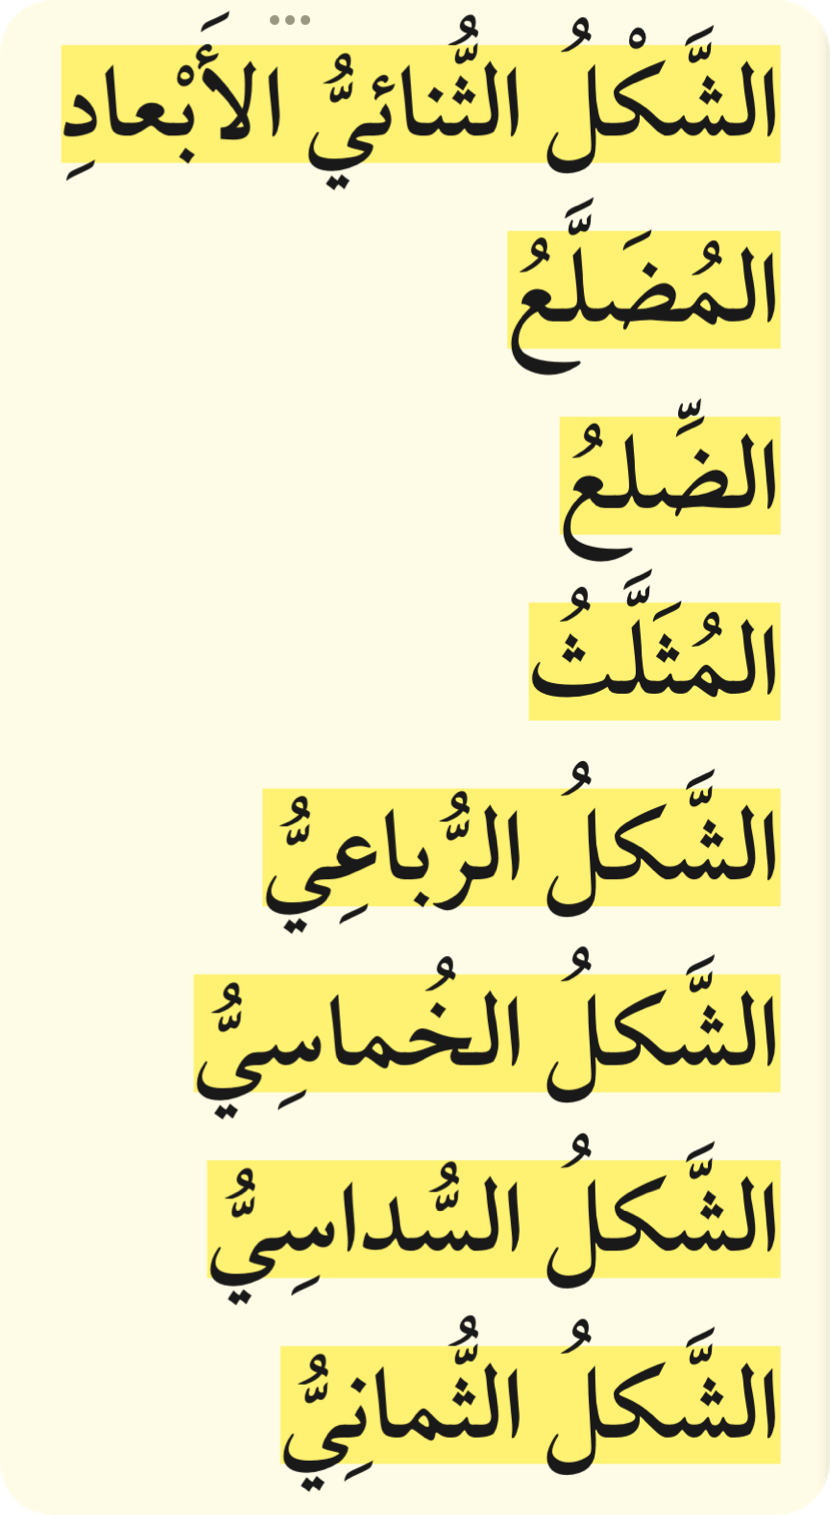 الشَّكْلُ الثُّنائيُّ الأَبْعادِ
المُضَلَّعُ
الضِّلعُ
المُثَلَّثُ
الشَّكلُ الرُّباعِيُّ
الشَّكلُ الخُماسِيُّ
الشَّكلُ السُّداسِيُّ
الشَّكلُ الثُّمانِيُّ